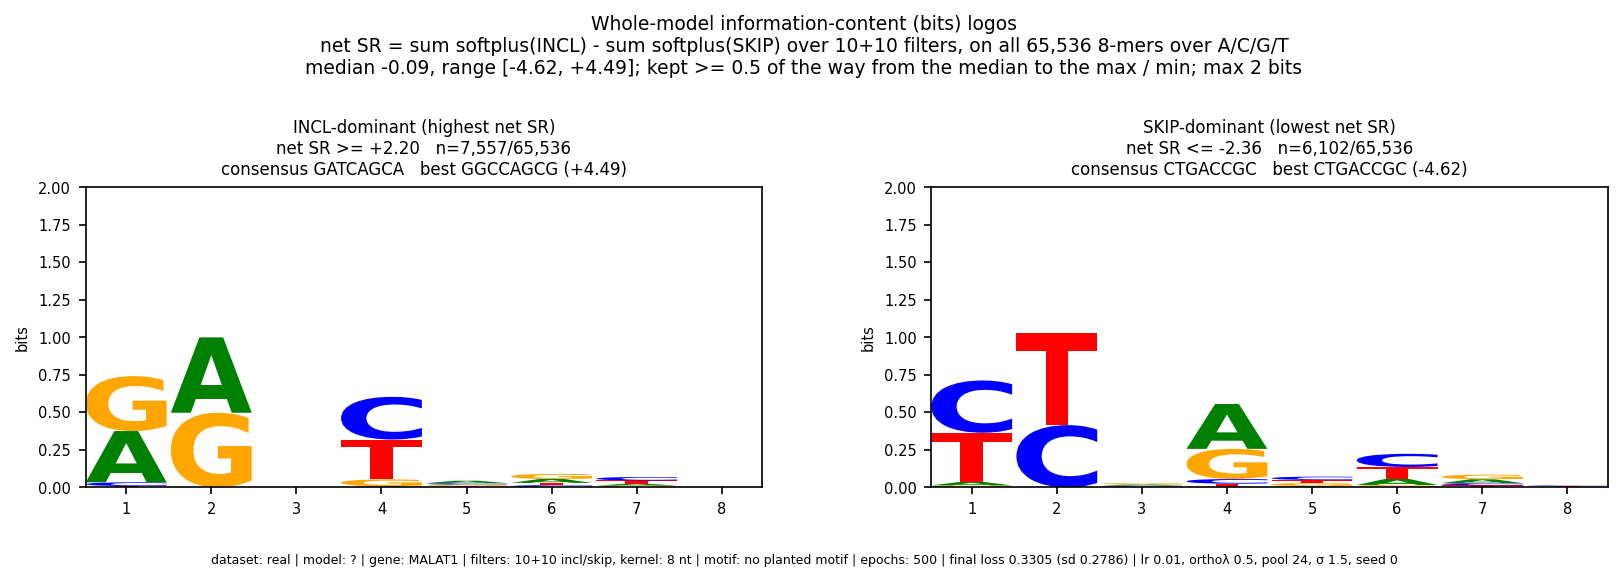 Whole-model information-content (bits) logos
net SR = sum softplus(INCL) - sum softplus(SKIP) over 10+10 filters, on all 65,536 8-mers over A/C/G/T
median -0.09, range [-4.62, +4.49]; kept >= 0.5 of the way from the median to the max / min; max 2 bits
INCL-dominant (highest net SR)
net SR >= +2.20   n=7,557/65,536
consensus GATCAGCA   best GGCCAGCG (+4.49)
2.00
1.75
1.50
1.25
1.00
0.75
0.50
0.25
0.00
bits
1 2 3 4 5 6 7 8
SKIP-dominant (lowest net SR)
net SR <= -2.36   n=6,102/65,536
consensus CTGACCGC   best CTGACCGC (-4.62)
2.00
1.75
1.50
1.25
1.00
0.75
0.50
0.25
0.00
bits
1 2 3 4 5 6 7 8
dataset: real | model: ? | gene: MALAT1 | filters: 10+10 incl/skip, kernel: 8 nt | motif: no planted motif | epochs: 500 | final loss 0.3305 (sd 0.2786) | lr 0.01, orthoλ 0.5, pool 24, σ 1.5, seed 0